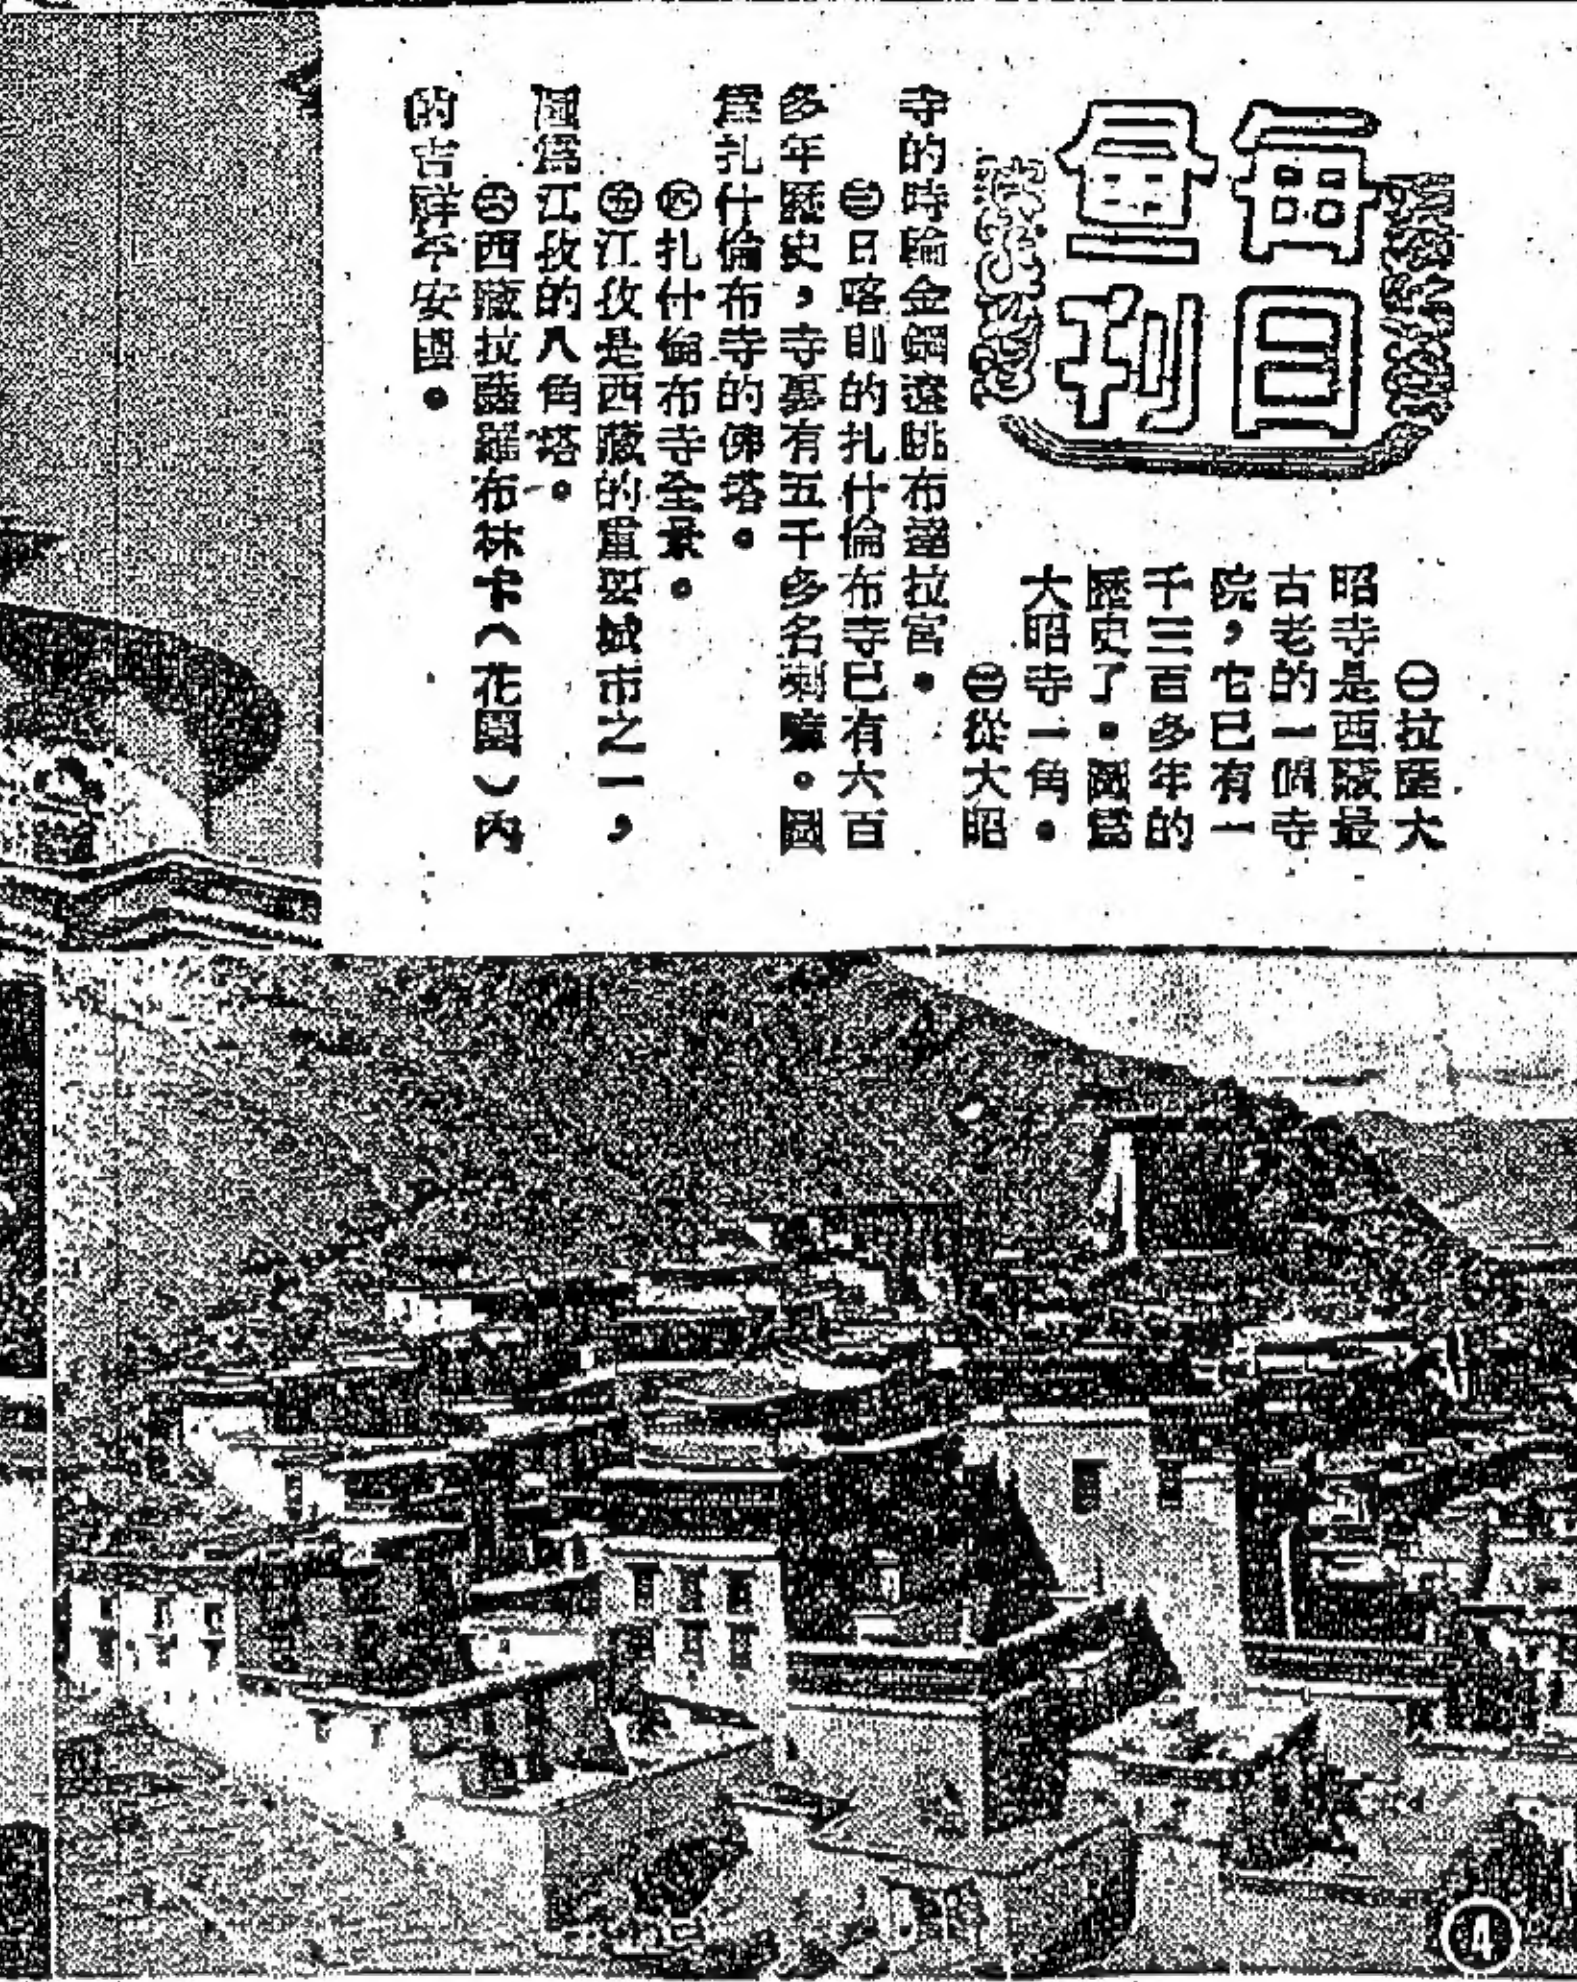 每日
畫刊
㊀拉薩大
昭寺是西藏最
古老的一個寺
院，它已有一
千三百多年的
歷史了。圖爲
大昭寺一角。
㊁從大昭
寺的時輪金鋼遠眺布達拉宮。
㊂日喀則的扎什倫布寺已有六百
多年歷史，寺裏有五千多名喇嘛。圖
爲扎什倫布寺的佛塔。
㊃扎什倫布寺全景。
㊄江孜是西藏的重要城市之一，
圖爲江孜的八角塔。
㊅西藏拉薩羅布林卡（花園）內
的吉祥平安國。
4